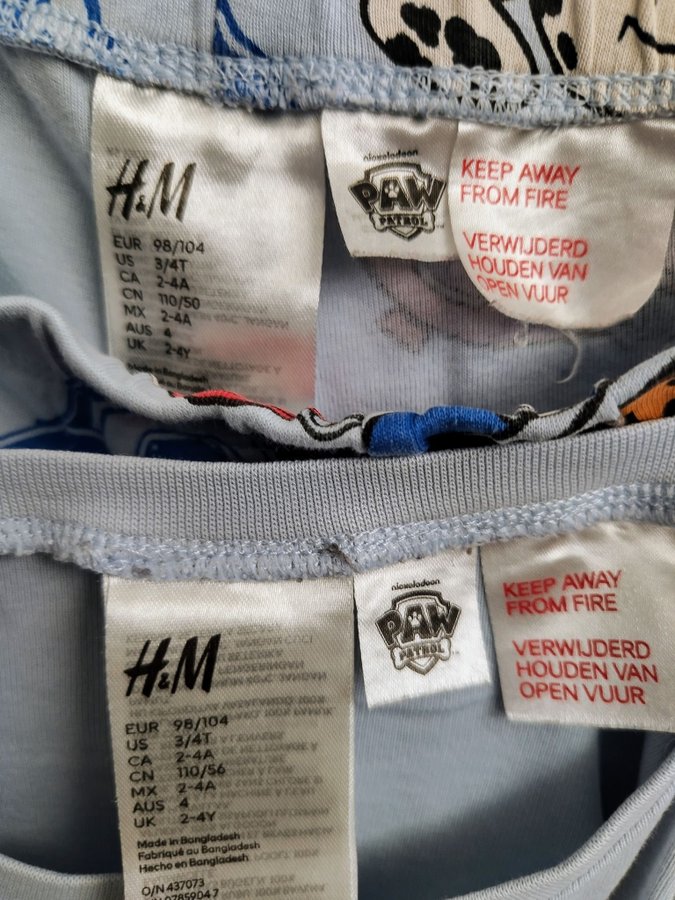 H&M
EUR 98/104
US 3/4T
CA 2-4A
CN 110/50
MX 2-4A
AUS 4
UK 2-4Y
Made in Bangladesh
nickelodeon
PAW
PATROL
KEEP AWAY
FROM FIRE
VERWIJDERD
HOUDEN VAN
OPEN VUUR
H&M
EUR 98/104
US 3/4T
CA 2-4A
CN 110/56
MX 2-4A
AUS 4
UK 2-4Y
Made in Bangladesh
Fabriqué au Bangladesh
Hecho en Bangladesh
O/N 437073
nickelodeon
PAW
PATROL
KEEP AWAY
FROM FIRE
VERWIJDERD
HOUDEN VAN
OPEN VUUR